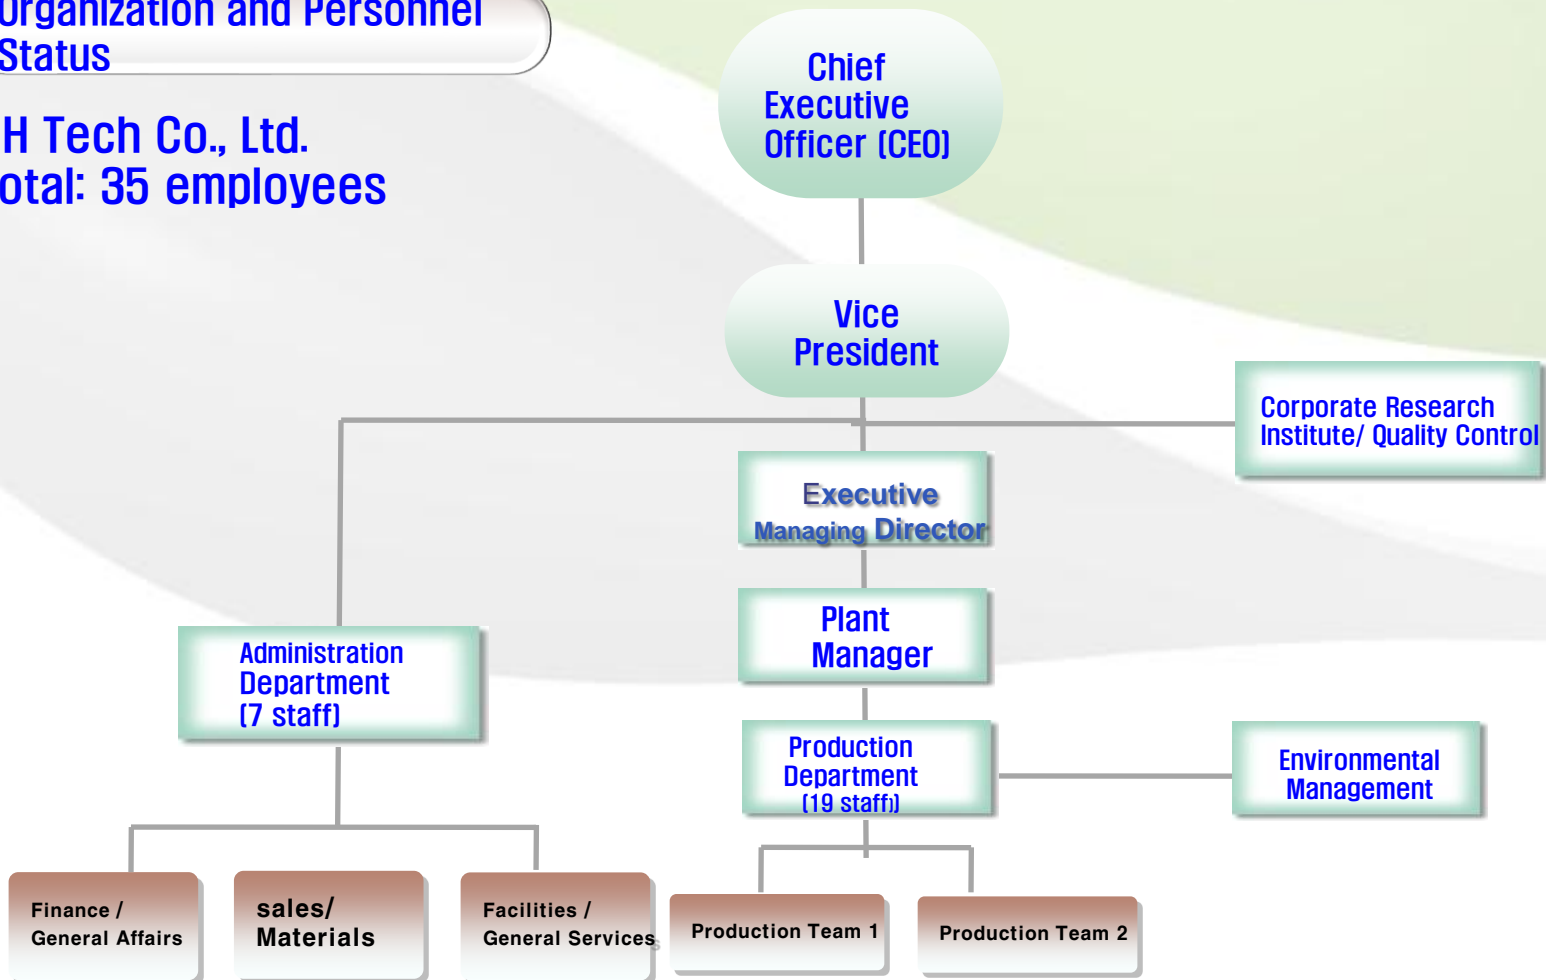 Organization and Personnel
Status
H Tech Co., Ltd.
otal: 35 employees
Chief
Executive
Officer (CEO)
Vice
President
Corporate Research
Institute/ Quality Control
Executive
Managing Director
Plant
Manager
Administration
Department
(7 staff)
Production
Department
(19 staff))
Environmental
Management
Finance /
General Affairs
sales/
Materials
Facilities /
General Services
Production Team 1
Production Team 2